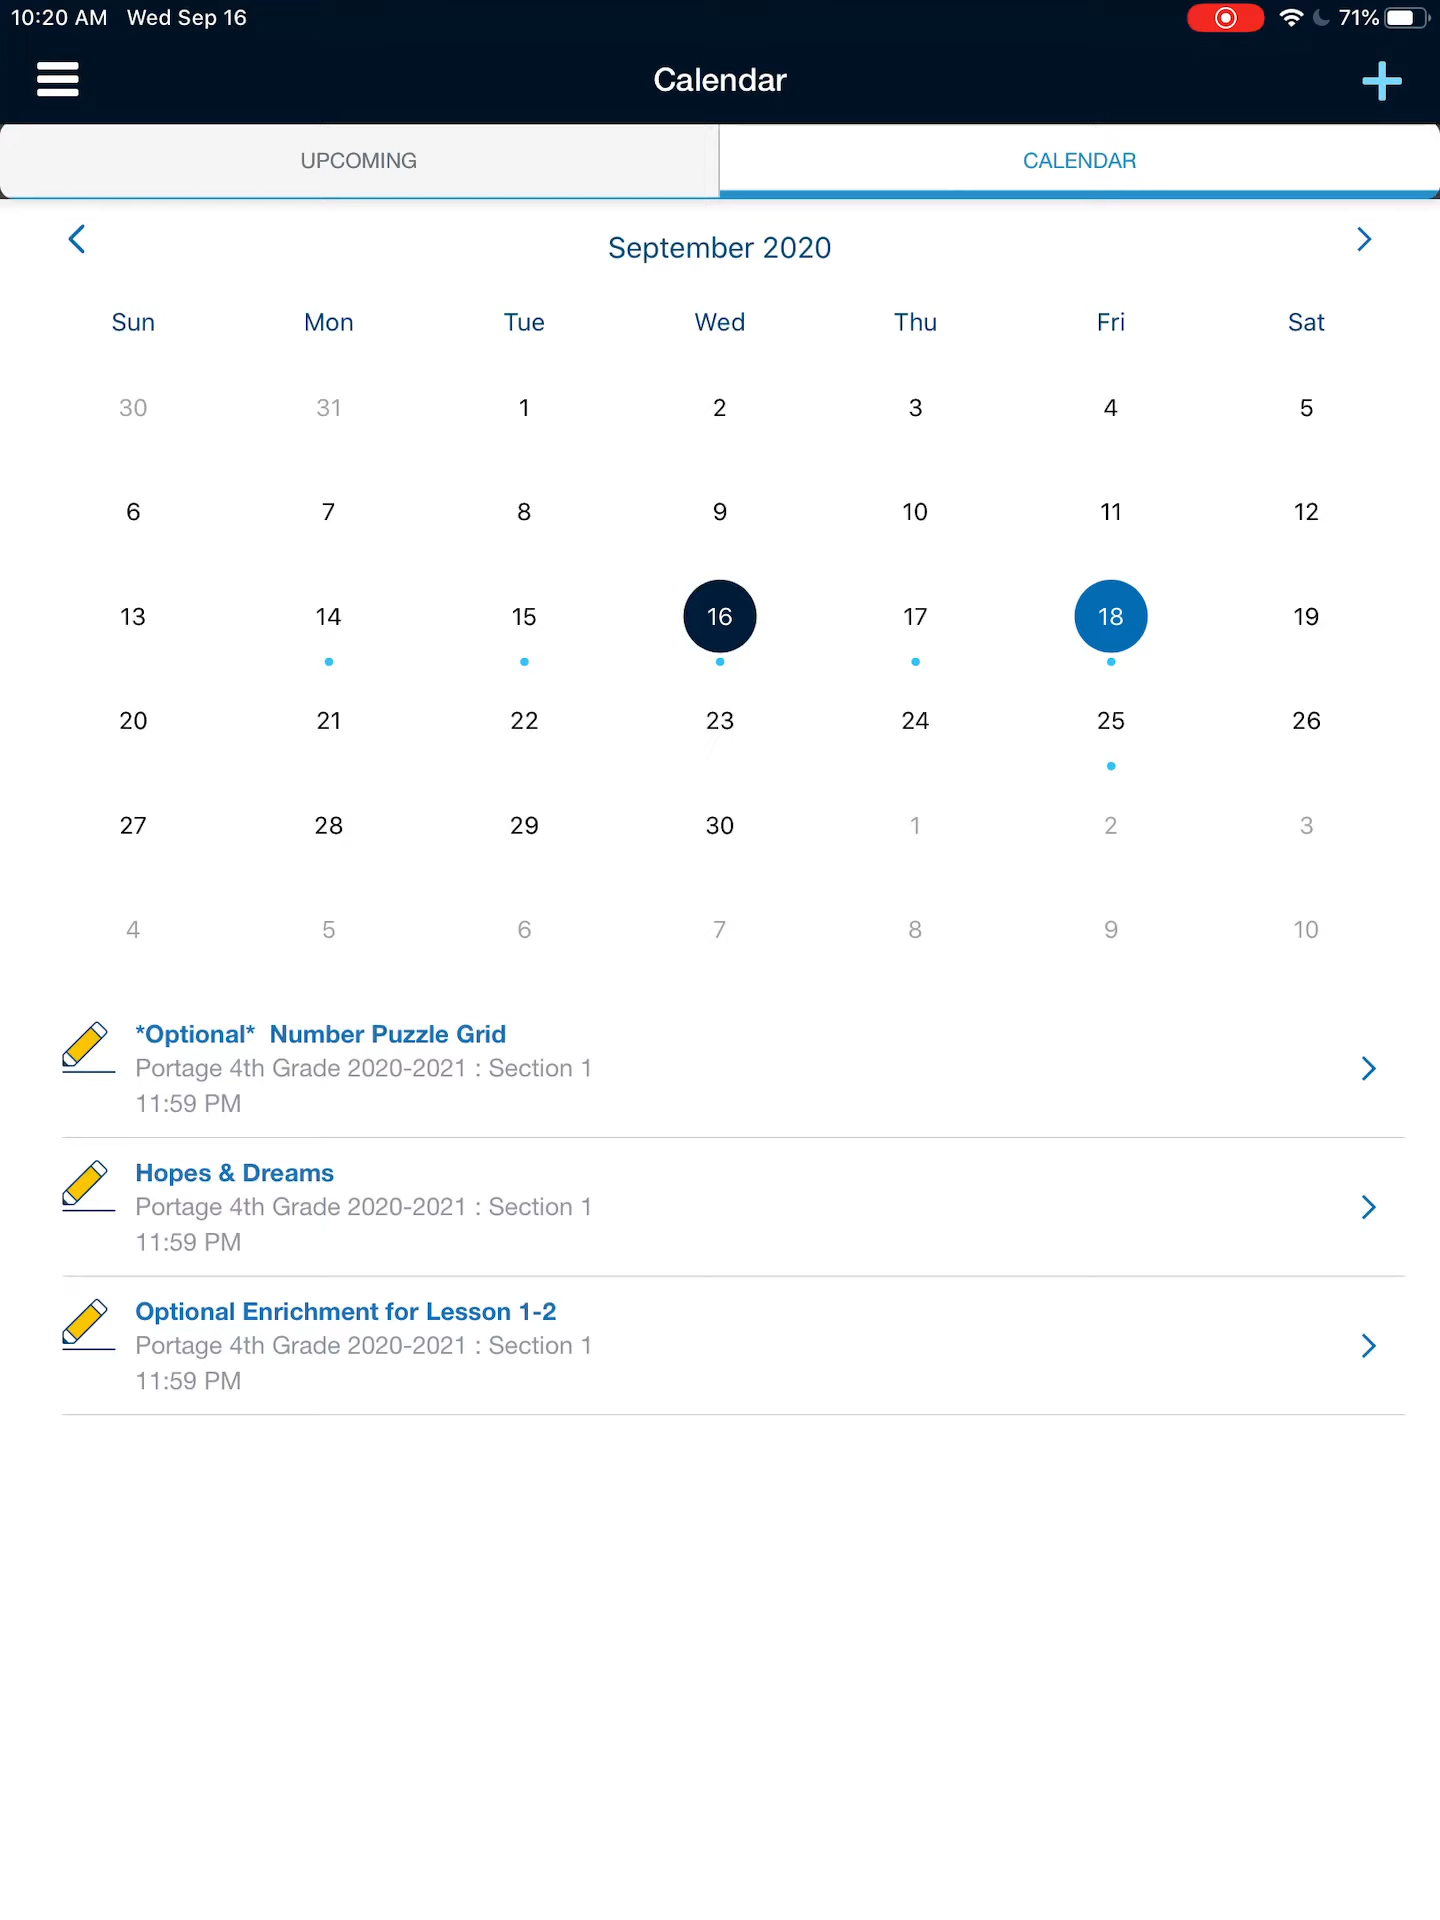 10:20 AM Wed Sep 16 71%
Calendar
UPCOMING CALENDAR
September 2020
Sun Mon Tue Wed Thu Fri Sat
30 31 1 2 3 4 5
6 7 8 9 10 11 12
13 14 15 16 17 18 19
20 21 22 23 24 25 26
27 28 29 30 1 2 3
4 5 6 7 8 9 10
*Optional* Number Puzzle Grid
Portage 4th Grade 2020-2021 : Section 1
11:59 PM
Hopes & Dreams
Portage 4th Grade 2020-2021 : Section 1
11:59 PM
Optional Enrichment for Lesson 1-2
Portage 4th Grade 2020-2021 : Section 1
11:59 PM